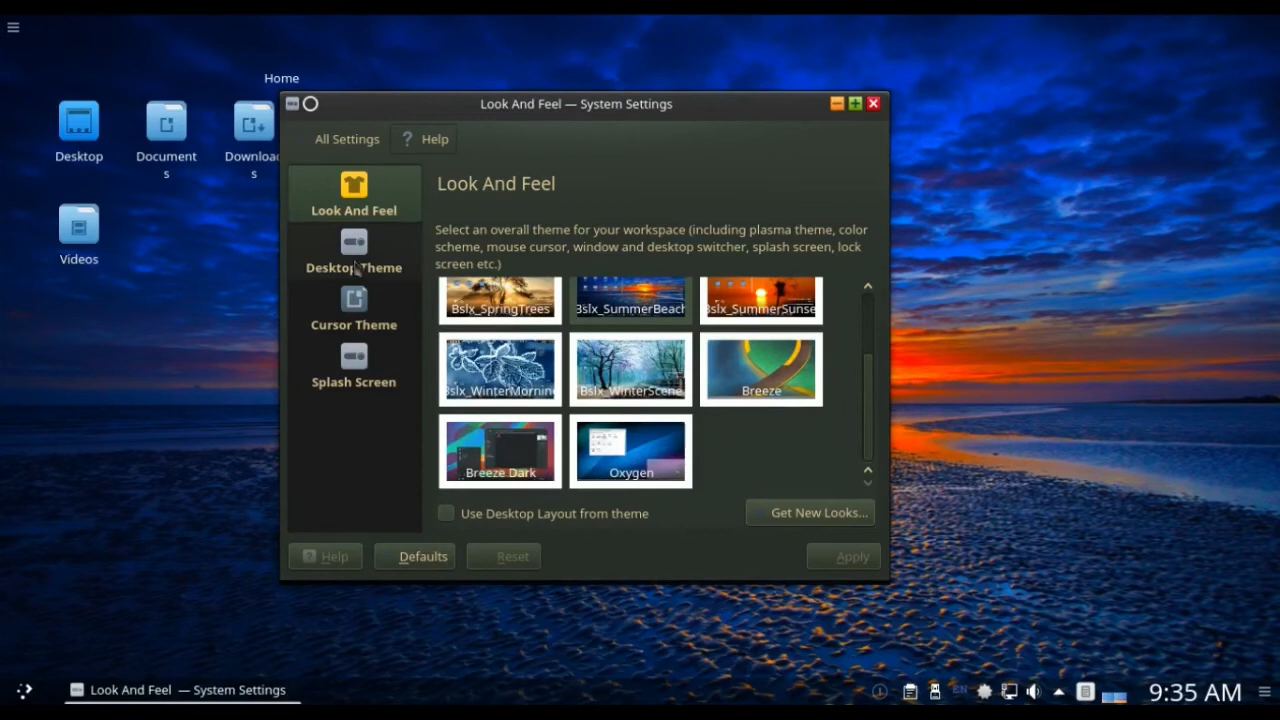 Home
Desktop
Document
s
Downloa
s
Videos
Look And Feel — System Settings
All Settings
? Help
Look And Feel
Desktop Theme
Cursor Theme
Splash Screen
Look And Feel
Select an overall theme for your workspace (including plasma theme, color
scheme, mouse cursor, window and desktop switcher, splash screen, lock
screen etc.)
Bslx_SpringTrees
Bslx_SummerBeach
Bslx_SummerSunse
Bslx_WinterMornin
Bslx_WinterScene
Breeze
Breeze Dark
Oxygen
Use Desktop Layout from theme
Get New Looks...
? Help
Defaults
Reset
Apply
Look And Feel — System Settings
EN
9:35 AM